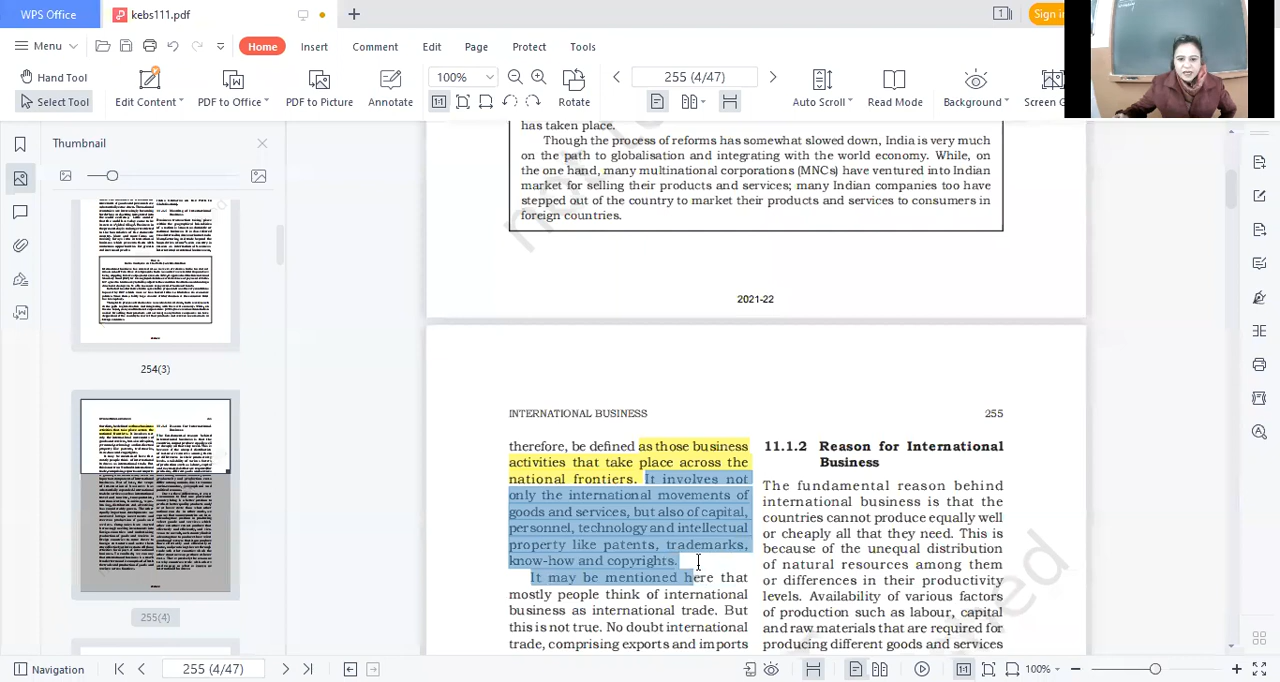 WPS Office
kebs111.pdf
1
Sign in
Menu
Home
Insert
Comment
Edit
Page
Protect
Tools
Hand Tool
Select Tool
Edit Content
PDF to Office
PDF to Picture
Annotate
100%
255 (4/47)
Rotate
Auto Scroll
Read Mode
Background
Screen G
Thumbnail
254(3)
255(4)
has taken place.
Though the process of reforms has somewhat slowed down, India is very much
on the path to globalisation and integrating with the world economy. While, on
the one hand, many multinational corporations (MNCs) have ventured into Indian
market for selling their products and services; many Indian companies too have
stepped out of the country to market their products and services to consumers in
foreign countries.
2021-22
INTERNATIONAL BUSINESS
255
therefore, be defined as those business
activities that take place across the
national frontiers. It involves not
only the international movements of
goods and services, but also of capital,
personnel, technology and intellectual
property like patents, trademarks,
know-how and copyrights.
It may be mentioned here that
mostly people think of international
business as international trade. But
this is not true. No doubt international
trade, comprising exports and imports
11.1.2 Reason for International
Business
The fundamental reason behind
international business is that the
countries cannot produce equally well
or cheaply all that they need. This is
because of the unequal distribution
of natural resources among them
or differences in their productivity
levels. Availability of various factors
of production such as labour, capital
and raw materials that are required for
producing different goods and services
Navigation
255 (4/47)
100%